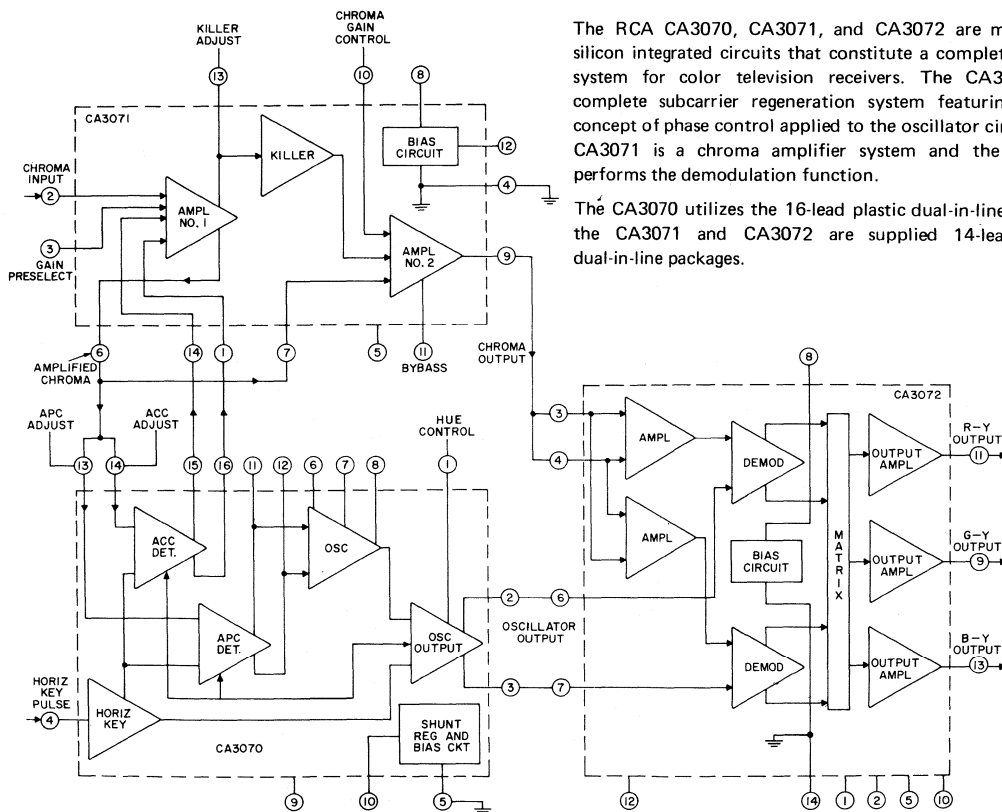 The RCA CA3070, CA3071, and CA3072 are m
silicon integrated circuits that constitute a complet
system for color television receivers. The CA3
complete subcarrier regeneration system featurin
concept of phase control applied to the oscillator cir
CA3071 is a chroma amplifier system and the
performs the demodulation function.
The CA3070 utilizes the 16-lead plastic dual-in-line
the CA3071 and CA3072 are supplied 14-lea
dual-in-line packages.
KILLER
ADJUST
13
CHROMA
GAIN
CONTROL
10
8
CA3071
KILLER
BIAS
CIRCUIT
12
4
CHROMA
INPUT
2
AMPL
NO. 1
3
GAIN
PRESELECT
AMPL
NO. 2
9
6
AMPLIFIED
CHROMA
14
1
7
5
11
BYBASS
CHROMA
OUTPUT
APC
ADJUST
13
ACC
ADJUST
14
15
16
11
12
6
7
8
HUE
CONTROL
1
ACC
DET.
OSC
APC
DET.
OSC
OUTPUT
HORIZ
KEY
PULSE
4
HORIZ
KEY
CA3070
SHUNT
REG AND
BIAS CKT
9
10
5
2
6
OSCILLATOR
OUTPUT
3
7
8
CA3072
3
4
AMPL
AMPL
DEMOD
BIAS
CIRCUIT
DEMOD
MATRIX
OUTPUT
AMPL
R-Y
OUTPUT
11
OUTPUT
AMPL
G-Y
OUTPUT
9
OUTPUT
AMPL
B-Y
OUTPUT
13
12
14
1
2
5
10